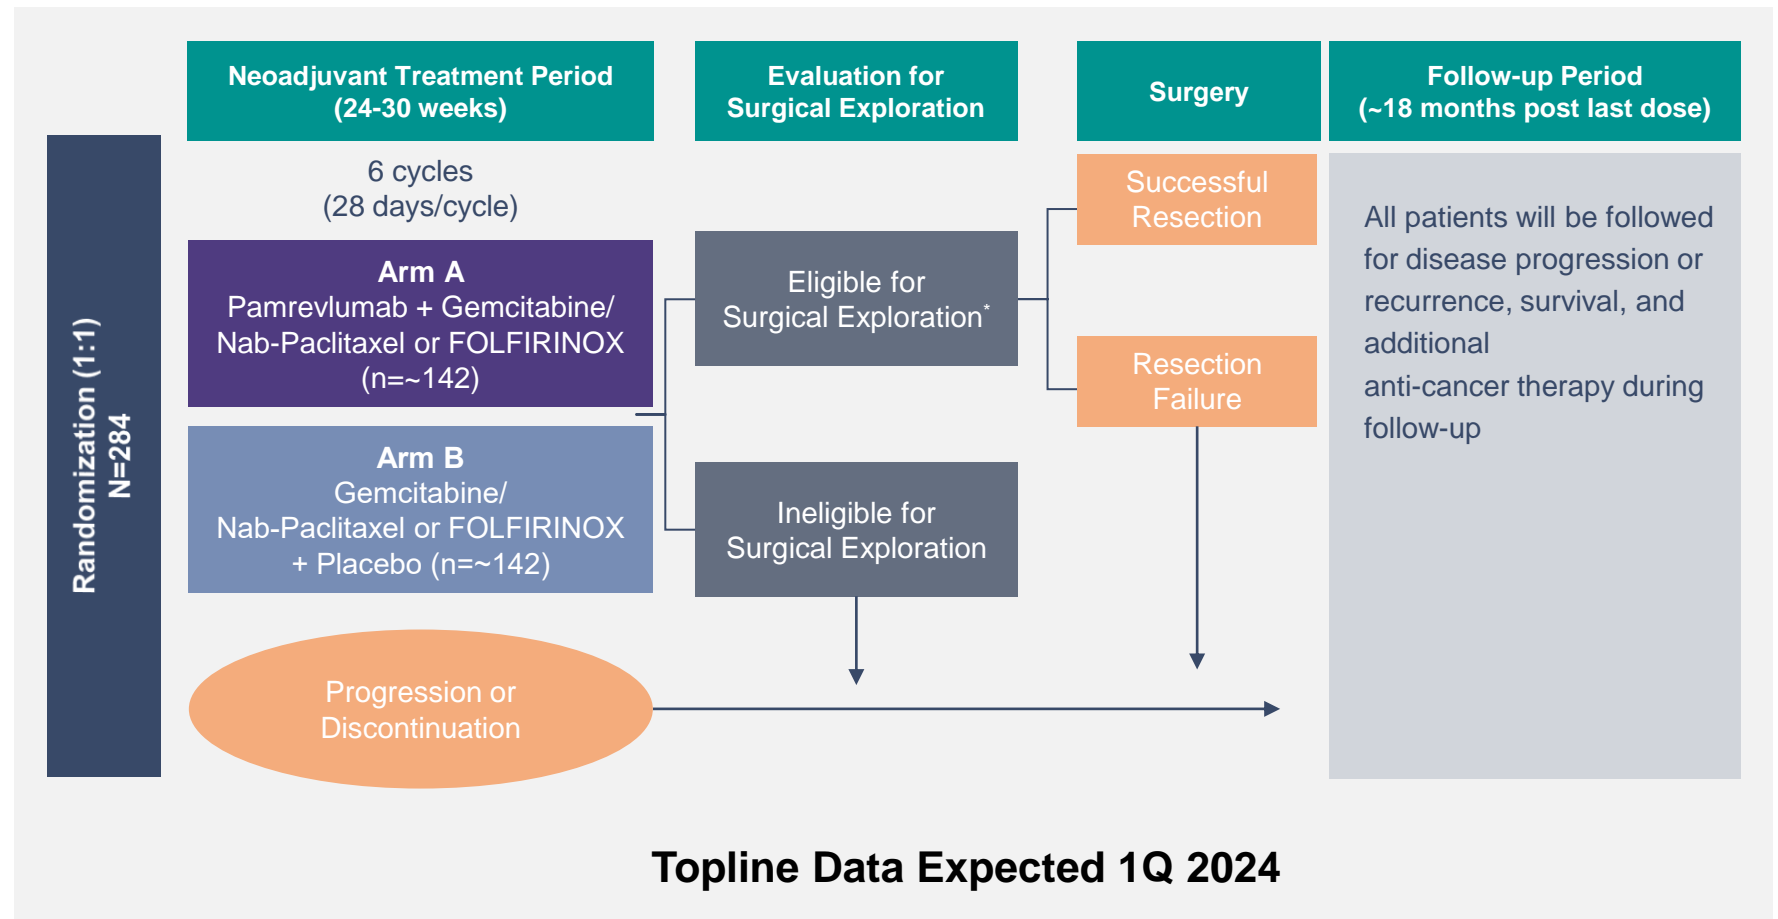 Neoadjuvant Treatment Period
(24-30 weeks)
Evaluation for
Surgical Exploration
Surgery
Follow-up Period
(~18 months post last dose)
Randomization (1:1)
N=284
6 cycles
(28 days/cycle)
Arm A
Pamrevlumab + Gemcitabine/
Nab-Paclitaxel or FOLFIRINOX
(n=~142)
Arm B
Gemcitabine/
Nab-Paclitaxel or FOLFIRINOX
+ Placebo (n=~142)
Progression or
Discontinuation
Eligible for
Surgical Exploration*
Ineligible for
Surgical Exploration
Successful
Resection
Resection
Failure
All patients will be followed
for disease progression or
recurrence, survival, and
additional
anti-cancer therapy during
follow-up
Topline Data Expected 1Q 2024